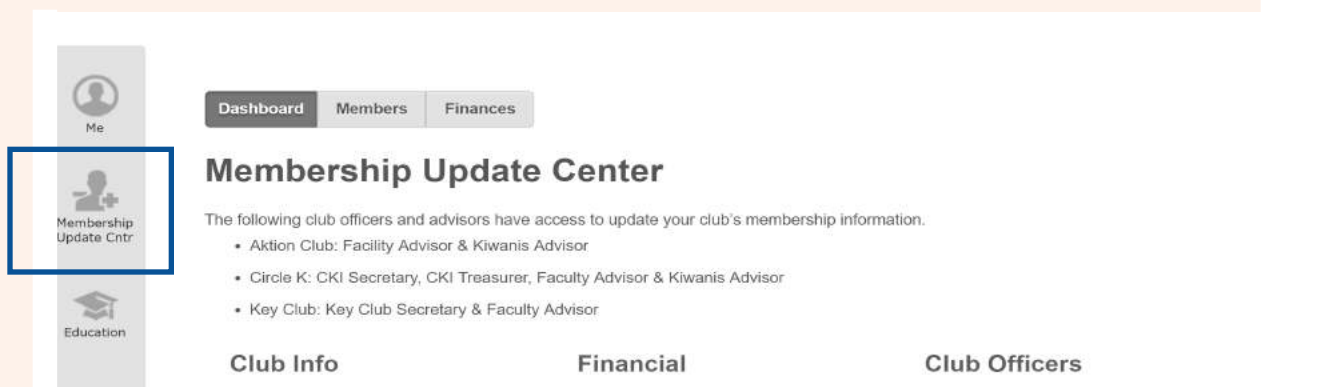 Me
Membership
Update Cntr
Education
Dashboard Members Finances
Membership Update Center
The following club officers and advisors have access to update your club's membership information.
• Aktion Club: Facility Advisor & Kiwanis Advisor
• Circle K: CKI Secretary, CKI Treasurer, Faculty Advisor & Kiwanis Advisor
• Key Club: Key Club Secretary & Faculty Advisor
Club Info Financial Club Officers